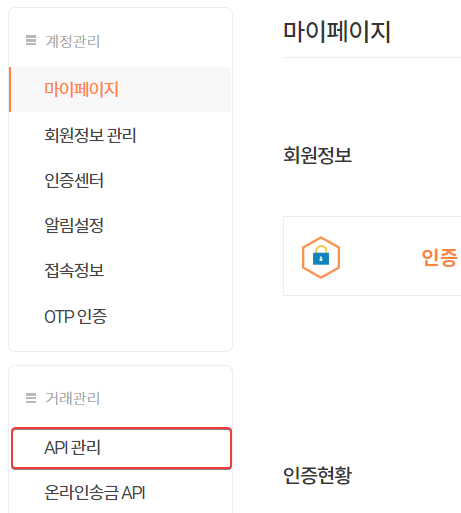 계정관리
마이페이지
회원정보 관리
인증센터
알림설정
접속정보
OTP 인증
거래관리
API 관리
온라인송금 API
마이페이지
회원정보
인증
인증현황